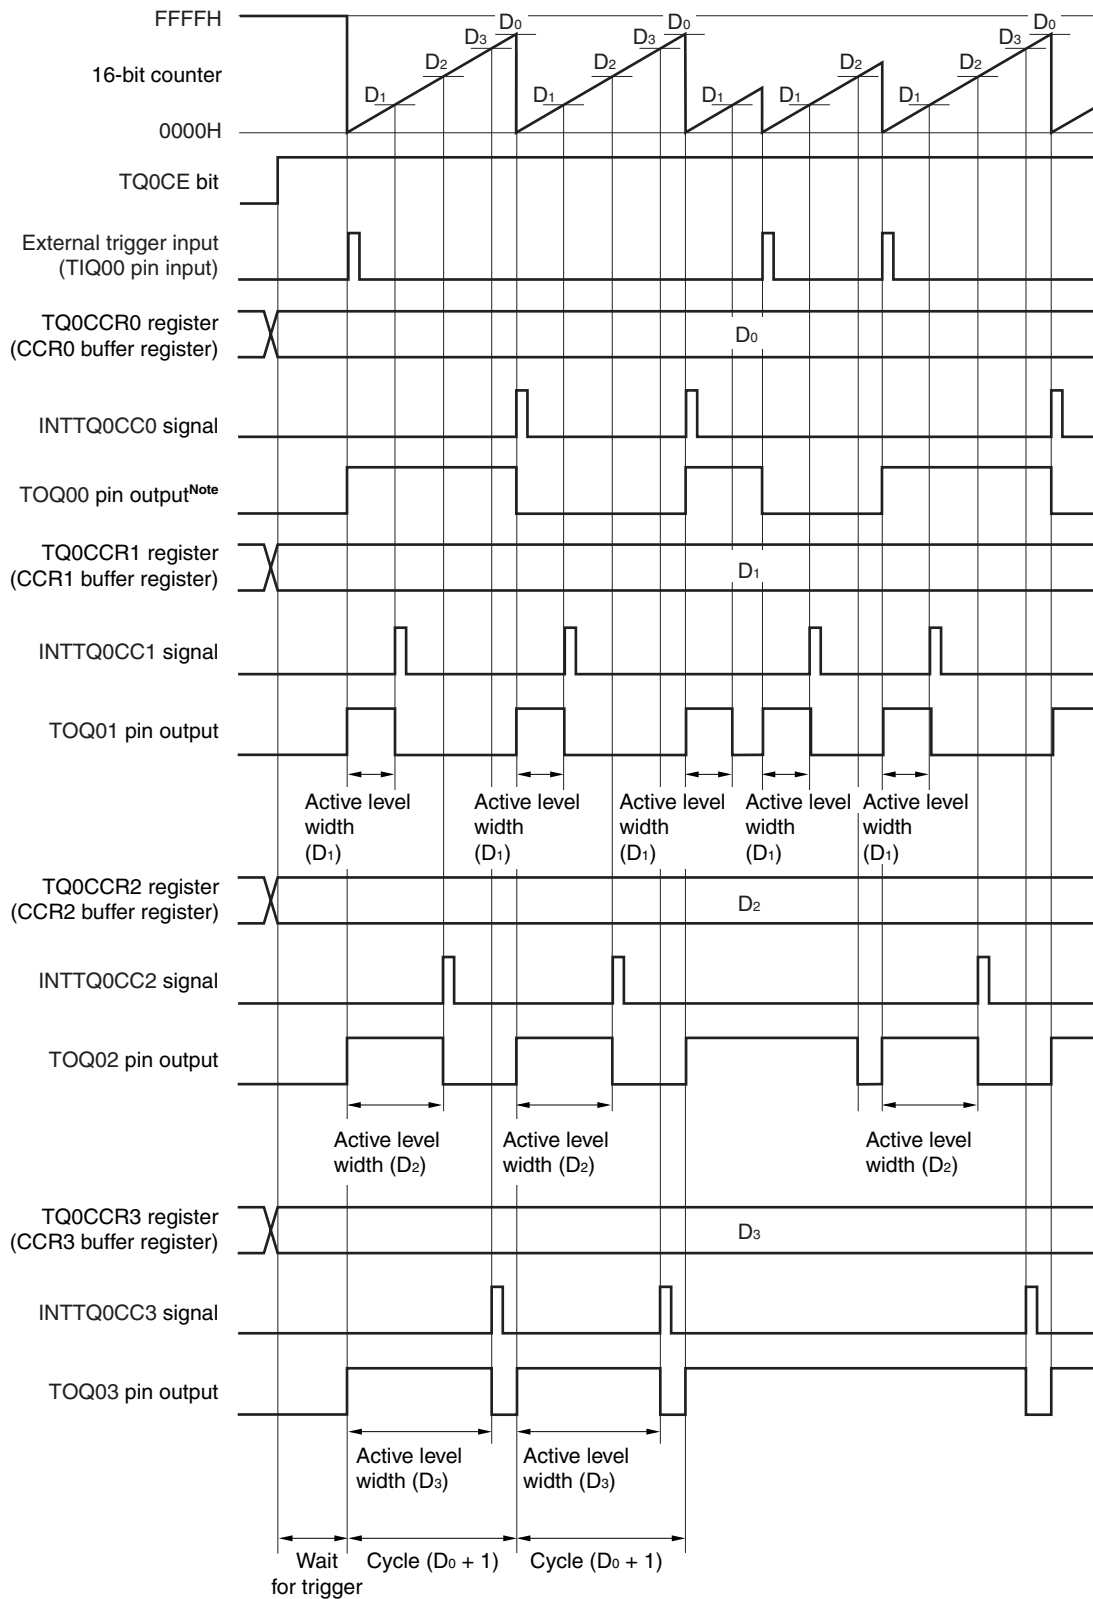 FFFFH
D0 D0 D0
D3 D3 D3
16-bit counter
D2 D2 D2 D2
D1 D1 D1 D1 D1
0000H
TQ0CE bit
External trigger input
(TIQ00 pin input)
TQ0CCR0 register
(CCR0 buffer register)
D0
INTTQ0CC0 signal
TOQ00 pin outputNote
TQ0CCR1 register
(CCR1 buffer register)
D1
INTTQ0CC1 signal
TOQ01 pin output
Active level
width
(D1)
Active level
width
(D1)
Active level
width
(D1)
Active level
width
(D1)
Active level
width
(D1)
TQ0CCR2 register
(CCR2 buffer register)
D2
INTTQ0CC2 signal
TOQ02 pin output
Active level
width (D2)
Active level
width (D2)
Active level
width (D2)
TQ0CCR3 register
(CCR3 buffer register)
D3
INTTQ0CC3 signal
TOQ03 pin output
Active level
width (D3)
Active level
width (D3)
Wait
for trigger
Cycle (D0 + 1)
Cycle (D0 + 1)